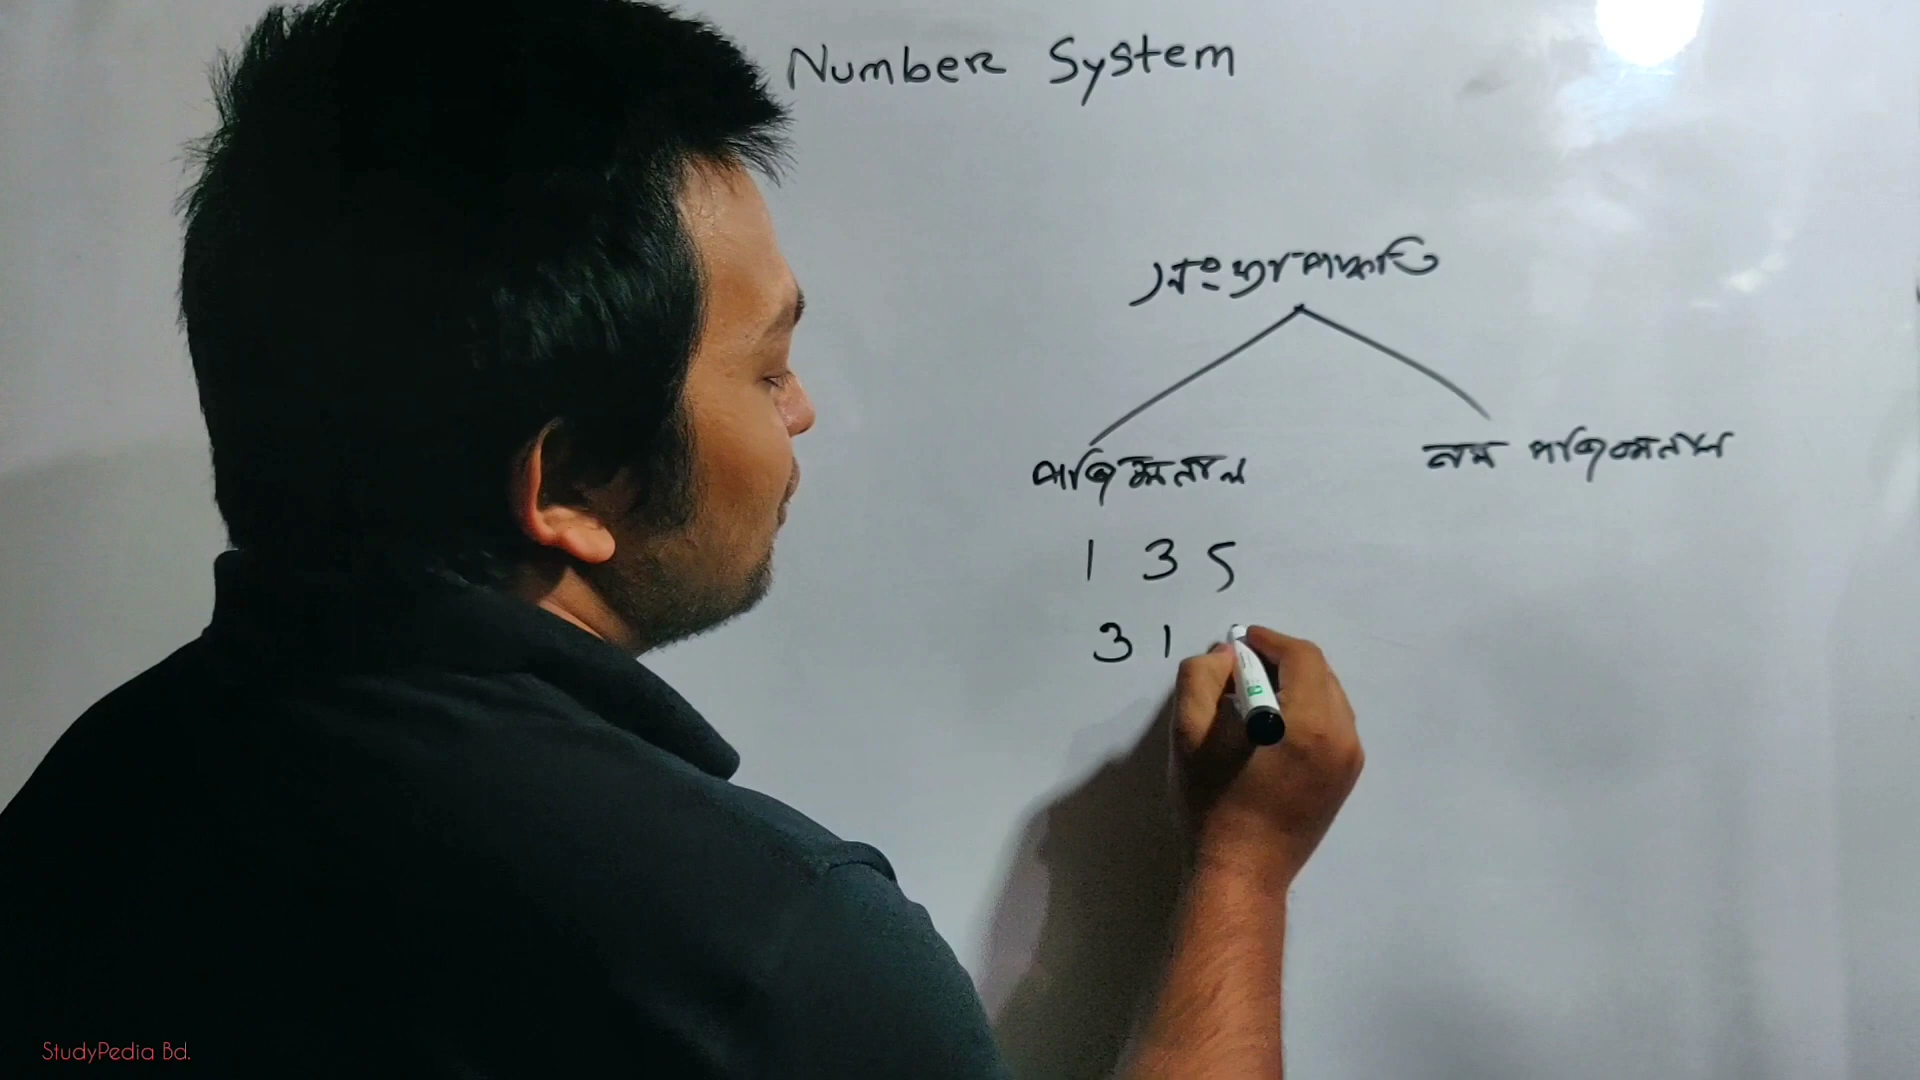 Number System
সংখ্যা পদ্ধতি
পজিশনাল
নন পজিশনাল
1 3 5
3 1
StudyPedia Bd.